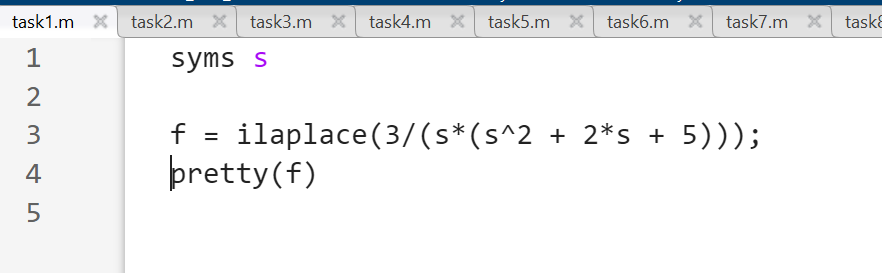 task1.m task2.m task3.m task4.m task5.m task6.m task7.m task8
1 syms s
2
3 f = ilaplace(3/(s*(s^2 + 2*s + 5)));
4 pretty(f)
5